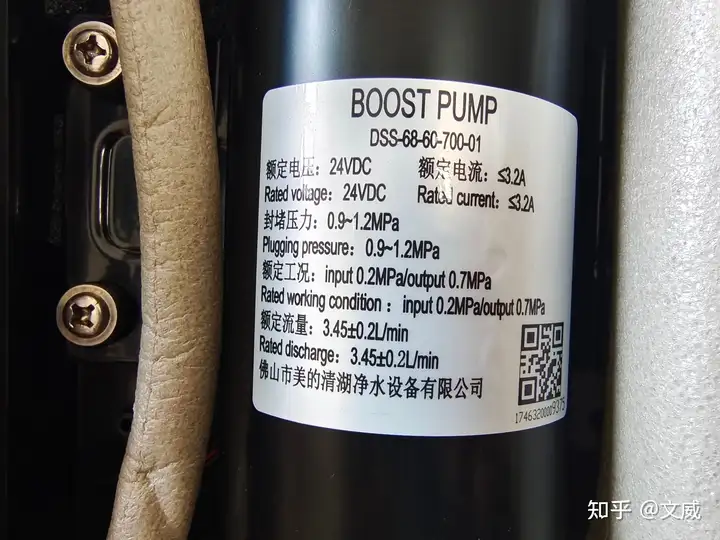 BOOST PUMP
DSS-68-60-700-01
额定电压：24VDC 额定电流：≤3.2A
Rated voltage：24VDC Rated current：≤3.2A
封堵压力：0.9~1.2MPa
Plugging pressure：0.9~1.2MPa
额定工况：input 0.2MPa/output 0.7MPa
Rated working condition：input 0.2MPa/output 0.7MPa
额定流量：3.45±0.2L/min
Rated discharge：3.45±0.2L/min
佛山市美的清湖净水设备有限公司
1746320009375
知乎 @文威